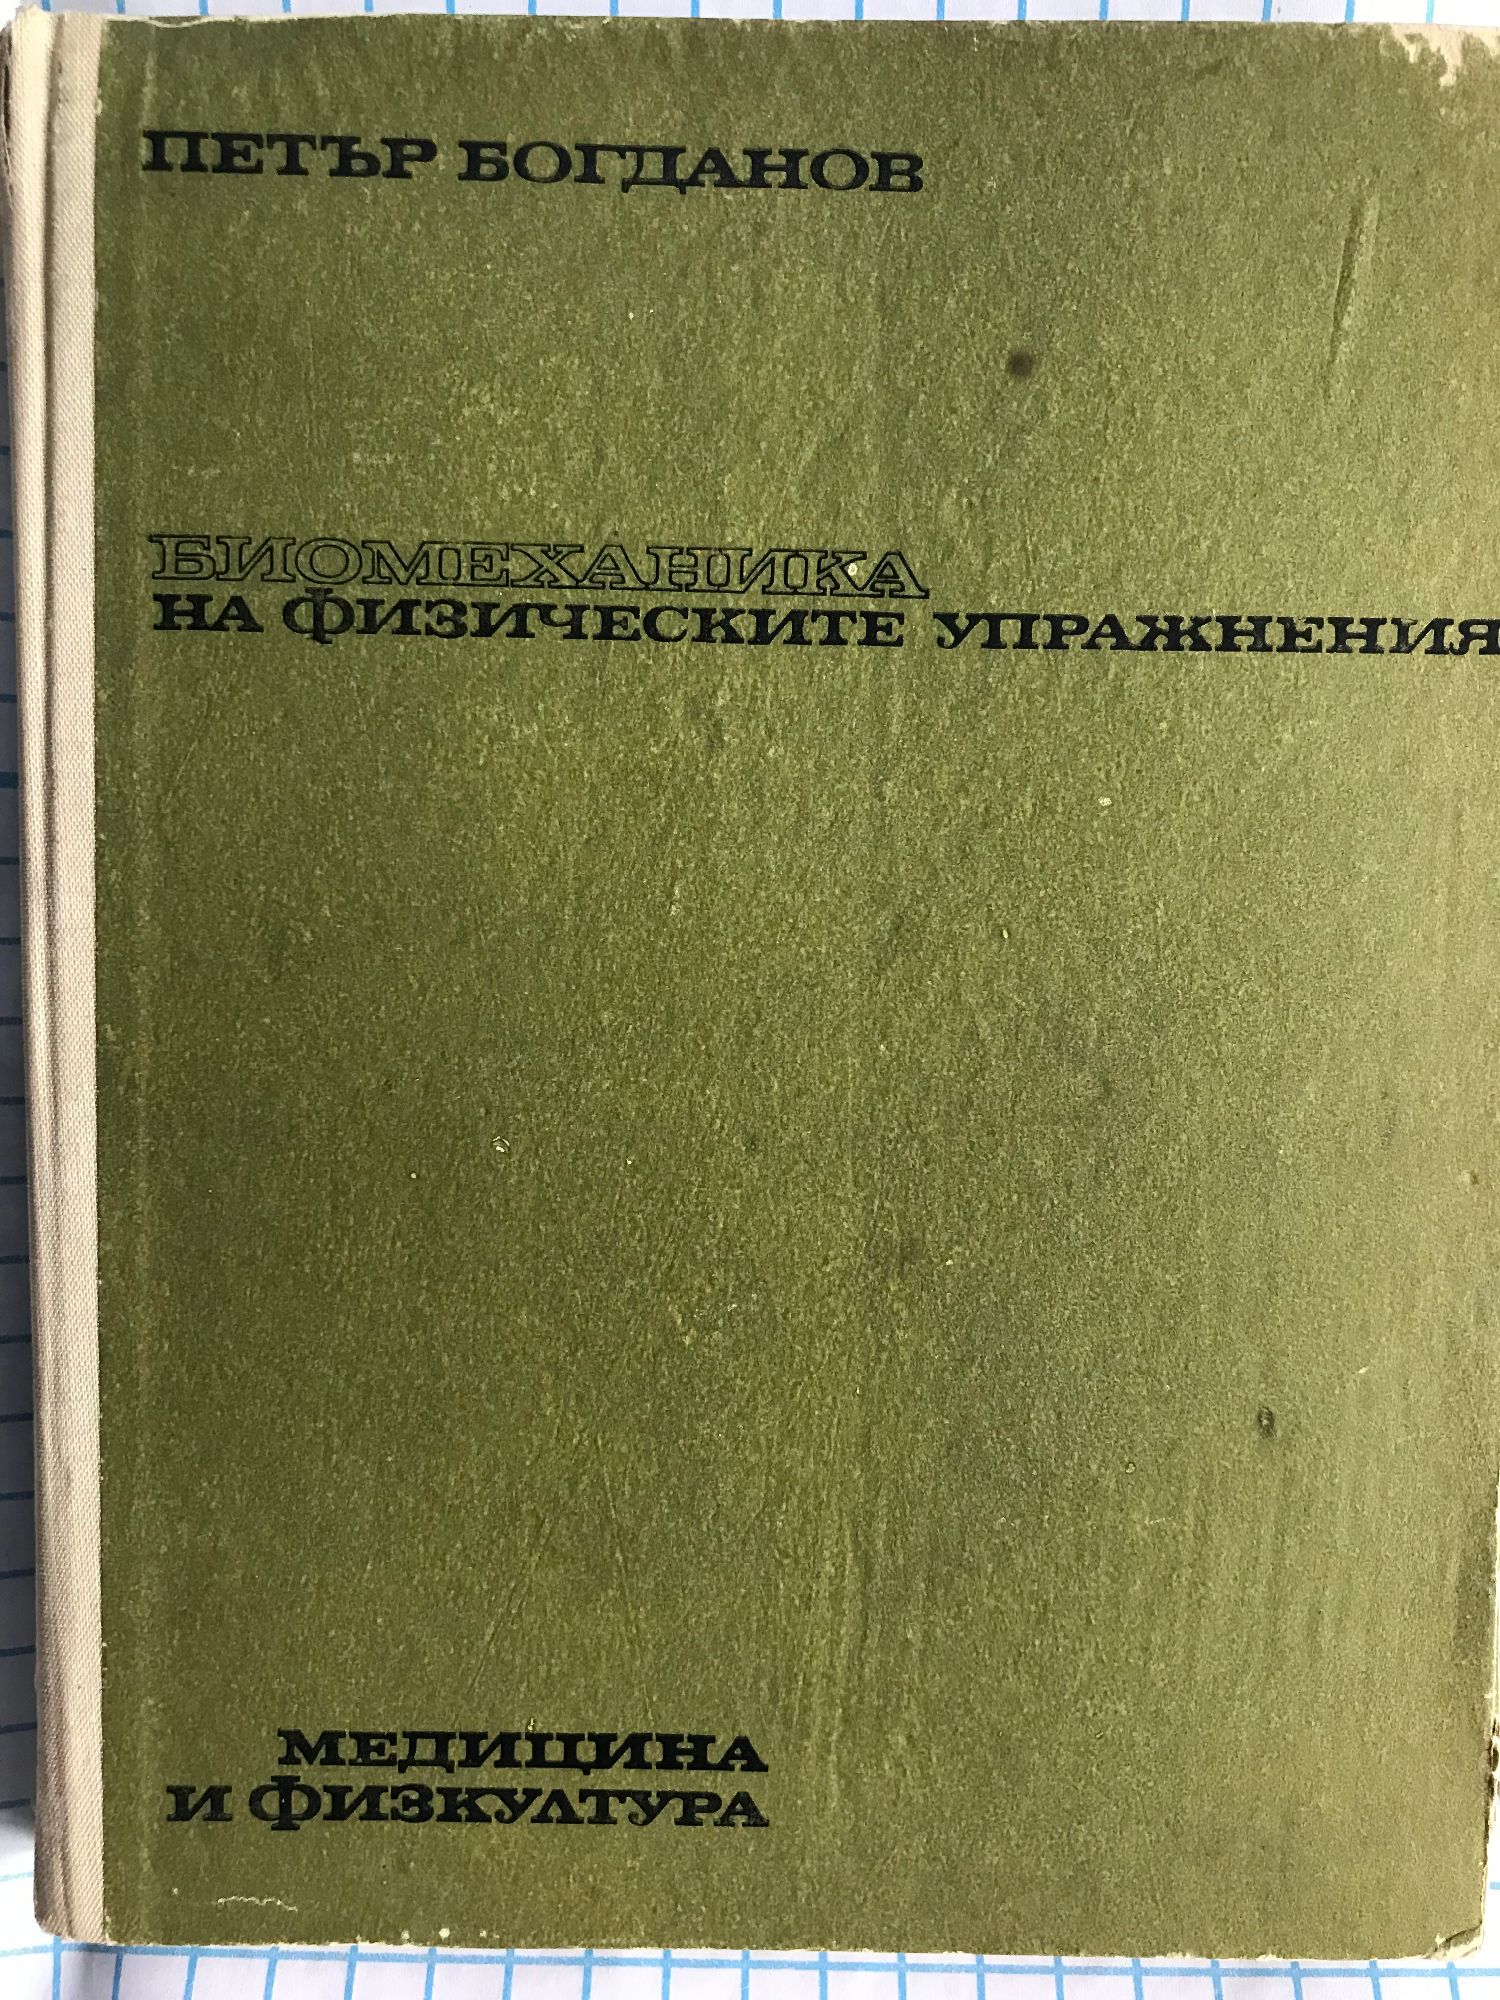 ПЕТЪР БОГДАНОВ
БИОМЕХАНИКА
НА ФИЗИЧЕСКИТЕ УПРАЖНЕНИЯ
МЕДИЦИНА
И ФИЗКУЛТУРА